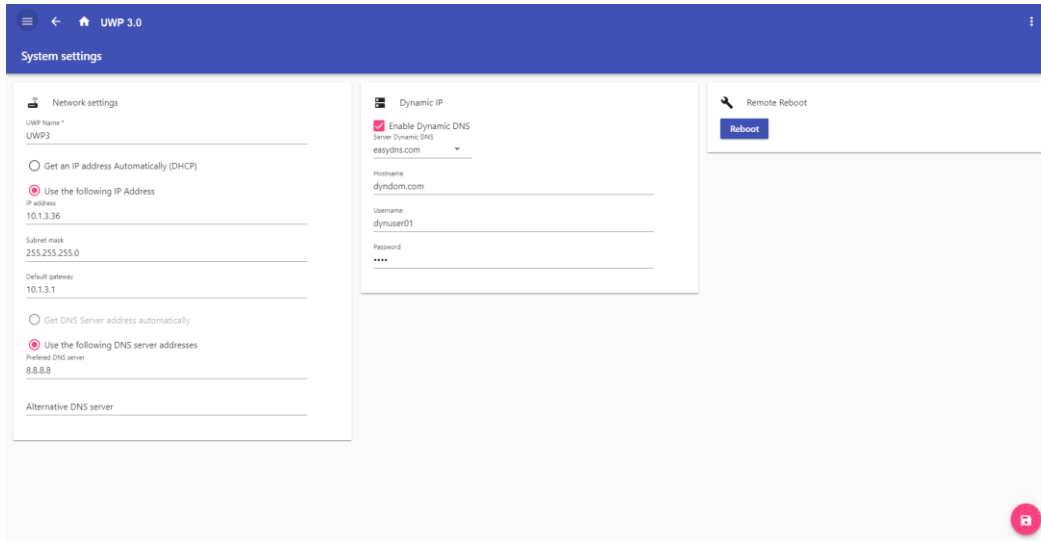 UWP 3.0
System settings
Network settings
UWP Name *
UWP3
Get an IP address Automatically (DHCP)
Use the following IP Address
IP address
10.1.3.36
Subnet mask
255.255.255.0
Default gateway
10.1.3.1
Get DNS Server address automatically
Use the following DNS server addresses
Prefered DNS server
8.8.8.8
Alternative DNS server
Dynamic IP
Enable Dynamic DNS
Server Dynamic DNS
easydns.com
Hostname
dyndom.com
Username
dynuser01
Password
••••
Remote Reboot
Reboot